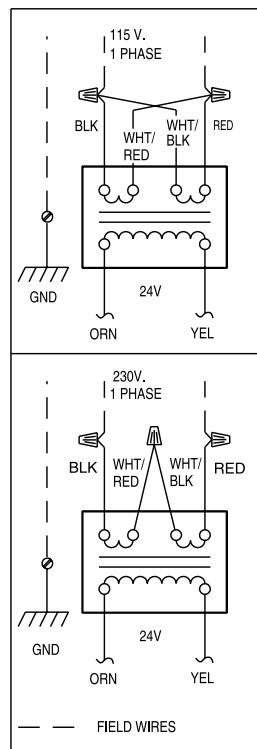 115 V.
1 PHASE
BLK
WHT/
RED
WHT/
BLK
RED
GND
24V
ORN
YEL
230V.
1 PHASE
BLK
WHT/
RED
WHT/
BLK
RED
GND
24V
ORN
YEL
FIELD WIRES